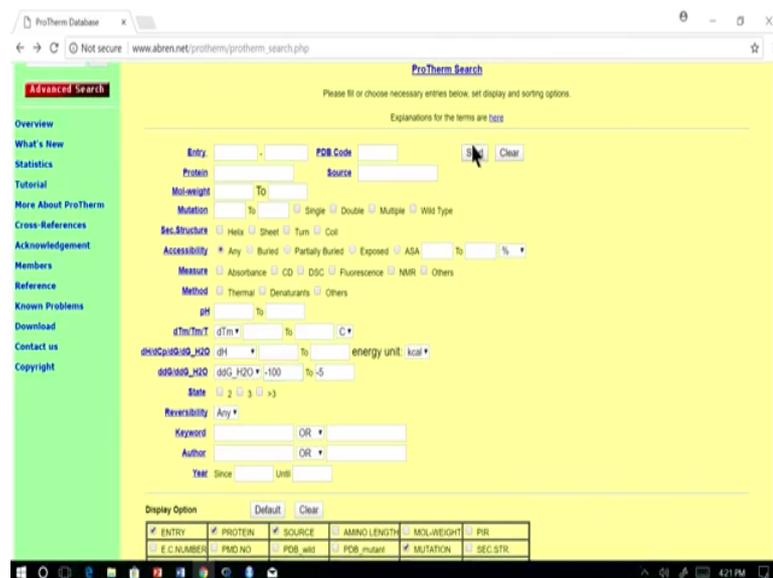 ProTherm Database
Not secure | www.abren.net/protherm/protherm_search.php
Advanced Search
Overview
What's New
Statistics
Tutorial
More About ProTherm
Cross-References
Acknowledgement
Members
Reference
Known Problems
Download
Contact us
Copyright
ProTherm Search
Please fill or choose necessary entries below, set display and sorting options.
Explanations for the terms are here
Entry - PDB Code Clear
Protein Source
Mol-weight To
Mutation To Single Double Multiple Wild Type
Sec.Structure Helix Sheet Turn Coil
Accessibility Any Buried Partially Buried Exposed ASA To %
Measure Absorbance CD DSC Fluorescence NMR Others
Method Thermal Denaturants Others
pH To
dTm/Tm/T dTm To C
dH/dCp/dG/dG_H2O dH To energy unit: kcal
ddG/ddG_H2O ddG_H2O -100 To -5
State 2 3 >3
Reversibility Any
Keyword OR
Author OR
Year Since Until
Display Option Default Clear
ENTRY PROTEIN SOURCE AMINO LENGTH MOL-WEIGHT PIR
E.C.NUMBER PMD.NO PDB_wild PDB_mutant MUTATION SEC.STR.
4:21 PM